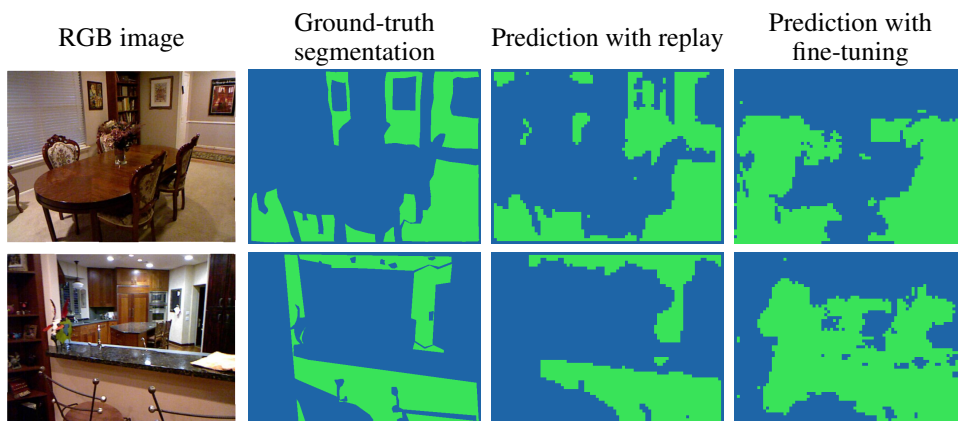 RGB image
Ground-truth
segmentation
Prediction with replay
Prediction with
fine-tuning